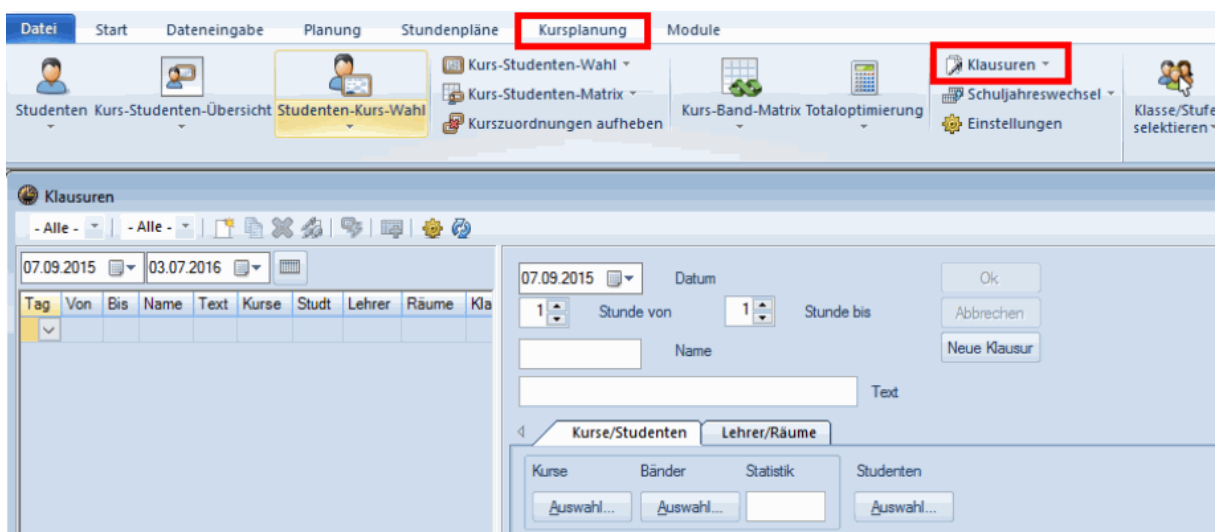 Datei Start Dateneingabe Planung Stundenpläne Kursplanung Module
Studenten Kurs-Studenten-Übersicht Studenten-Kurs-Wahl
Kurs-Studenten-Wahl
Kurs-Studenten-Matrix
Kurszuordnungen aufheben
Kurs-Band-Matrix Totaloptimierung
Klausuren
Schuljahreswechsel
Einstellungen
Klasse/Stufe
selektieren
Klausuren
- Alle - - Alle -
07.09.2015 03.07.2016
Tag Von Bis Name Text Kurse Studt Lehrer Räume Kla
07.09.2015 Datum Ok
1 Stunde von 1 Stunde bis Abbrechen
Name Neue Klausur
Text
Kurse/Studenten Lehrer/Räume
Kurse Bänder Statistik Studenten
Auswahl... Auswahl... Auswahl...